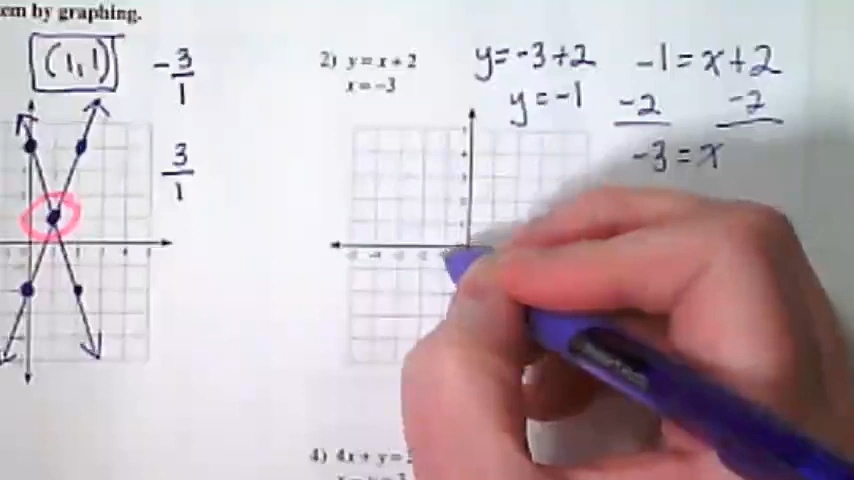 em by graphing.
(1,1)
-3/1
3/1
2) y = x + 2
x = -3
y = -3 + 2
y = -1
-1 = x + 2
-2 -2
-3 = x
4) 4x + y =